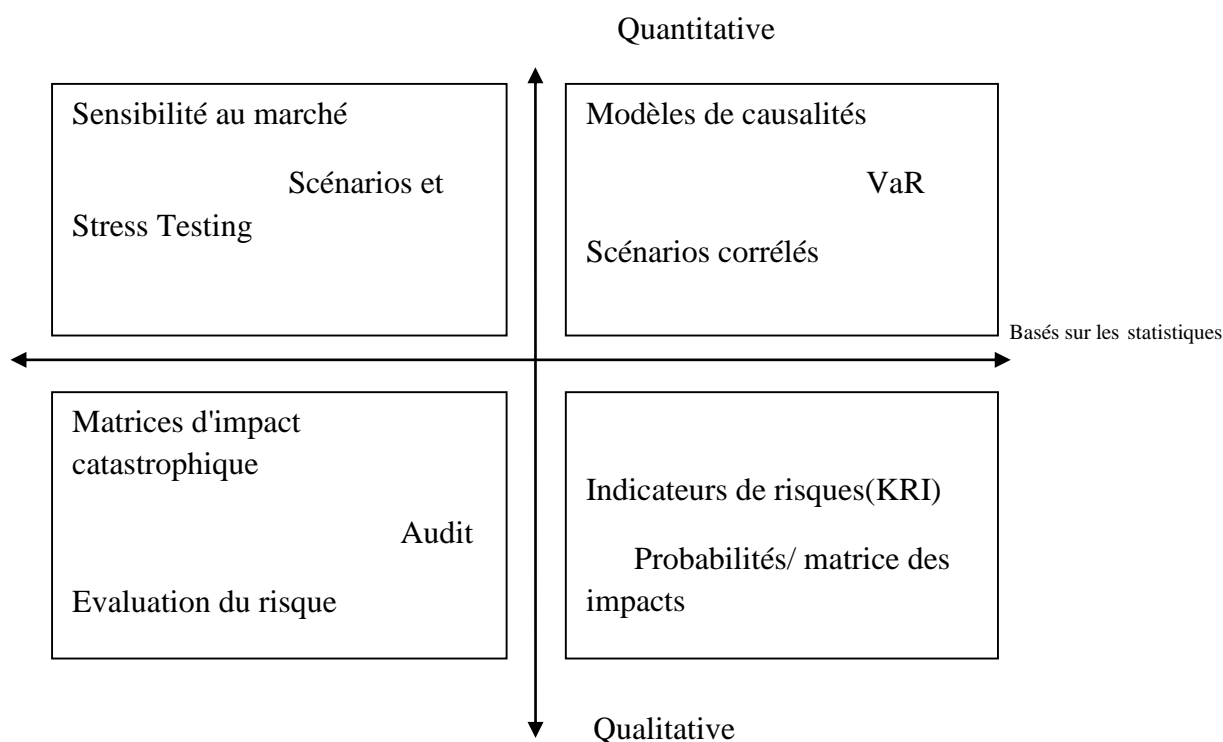 Quantitative
Sensibilité au marché
Scénarios et
Stress Testing
Modèles de causalités
VaR
Scénarios corrélés
Basés sur les statistiques
Matrices d'impact
catastrophique
Audit
Evaluation du risque
Indicateurs de risques(KRI)
Probabilités/ matrice des
impacts
Qualitative